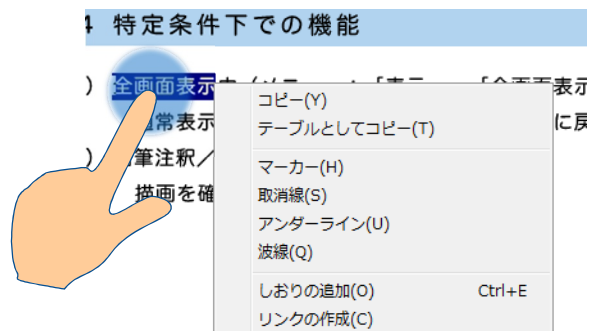 4 特定条件下での機能
) 全画面表示中
「表示
「全画面表示
通常表示
に戻
) 筆注釈／
描画を確
コピー(Y)
テーブルとしてコピー(T)
マーカー(H)
取消線(S)
アンダーライン(U)
波線(Q)
しおりの追加(O) Ctrl+E
リンクの作成(C)